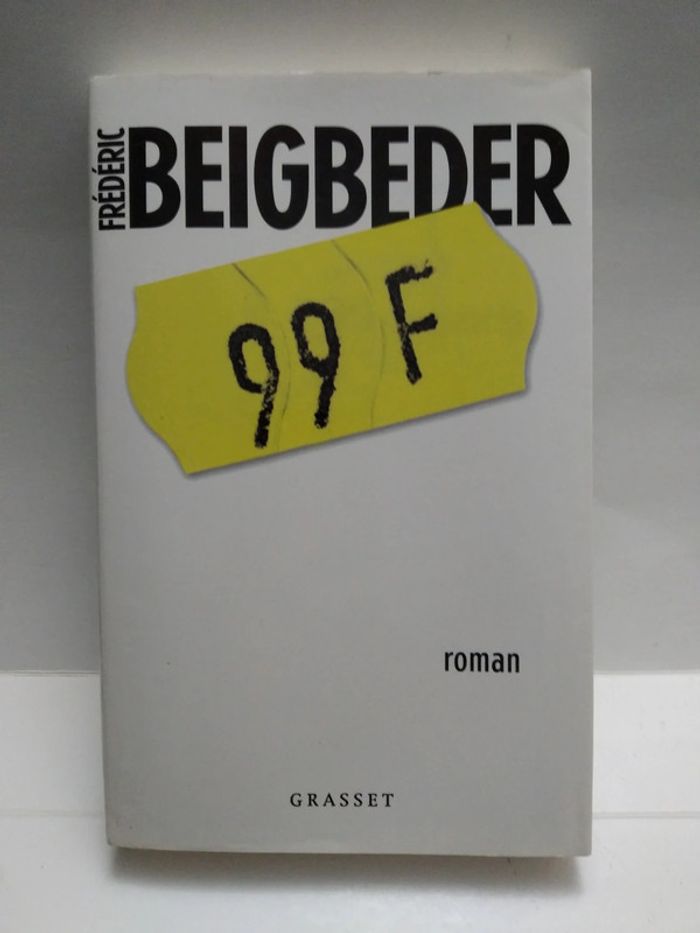 FRÉDÉRIC
BEIGBEDER
99 F
roman
GRASSET